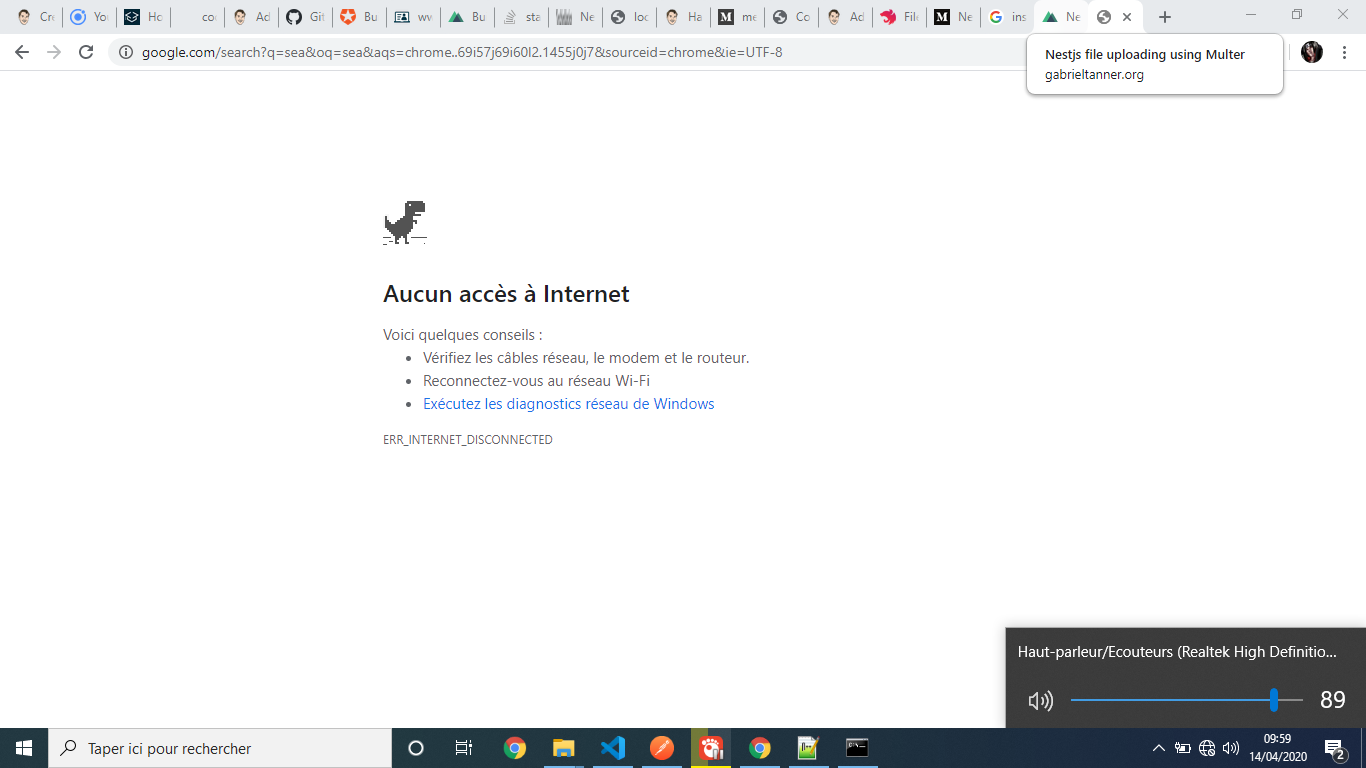 Cre
You
Ho
co
Ad
Git
Bu
wv
Bu
sta
Ne
loc
Ha
me
Co
Ad
File
Ne
ins
Ne
google.com/search?q=sea&oq=sea&aqs=chrome..69i57j69i60l2.1455j0j7&sourceid=chrome&ie=UTF-8
Nestjs file uploading using Multer
gabrieltanner.org
Aucun accès à Internet
Voici quelques conseils :
Vérifiez les câbles réseau, le modem et le routeur.
Reconnectez-vous au réseau Wi-Fi
Exécutez les diagnostics réseau de Windows
ERR_INTERNET_DISCONNECTED
Haut-parleur/Ecouteurs (Realtek High Definitio...
89
Taper ici pour rechercher
09:59
14/04/2020
2